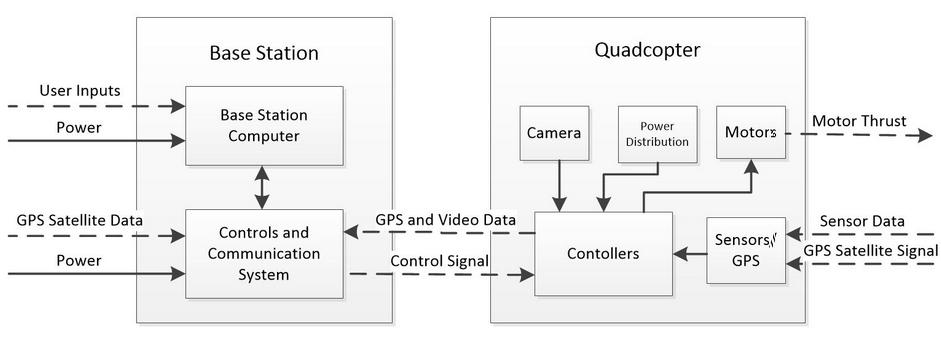 Base Station
Quadcopter
User Inputs
Power
Base Station
Computer
Camera
Power
Distribution
Motors
Motor Thrust
GPS Satellite Data
Power
Controls and
Communication
System
GPS and Video Data
Control Signal
Contollers
Sensors/
GPS
Sensor Data
GPS Satellite Signal